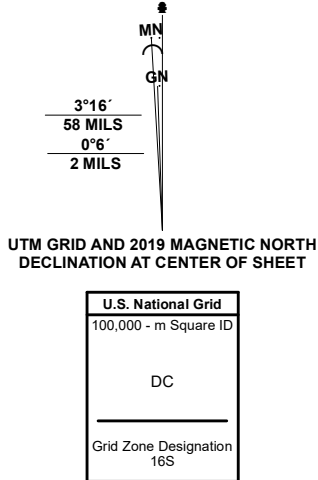 MN
GN
3°16´
58 MILS
0°6´
2 MILS
UTM GRID AND 2019 MAGNETIC NORTH
DECLINATION AT CENTER OF SHEET
U.S. National Grid
100,000 - m Square ID
DC
Grid Zone Designation
16S